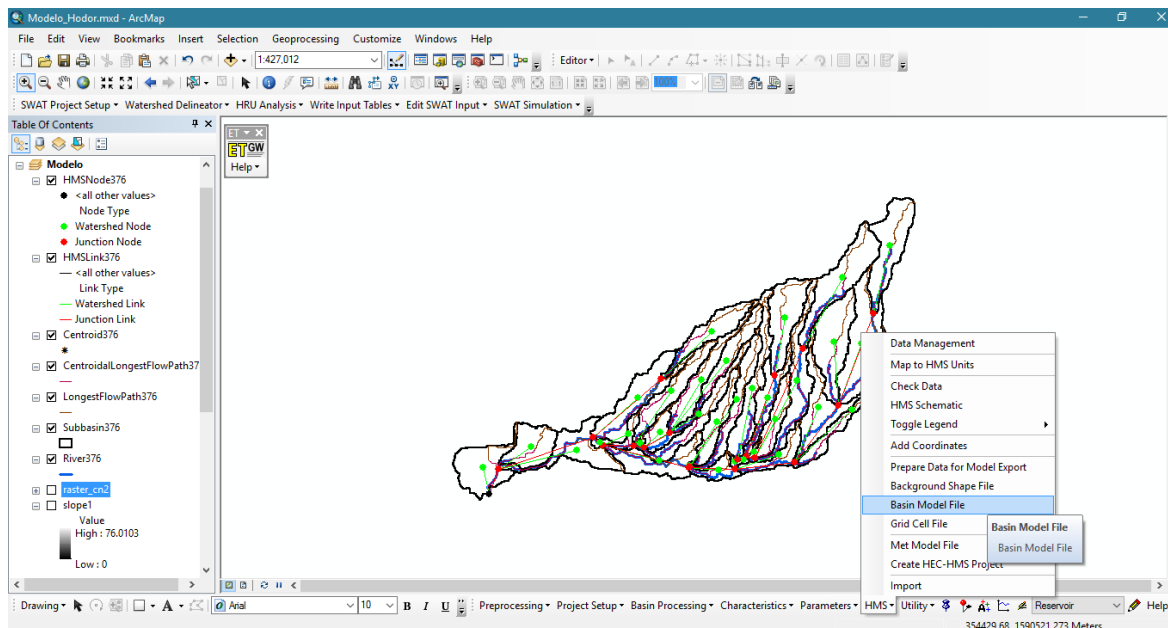 Modelo_Hodor.mxd - ArcMap
File Edit View Bookmarks Insert Selection Geoprocessing Customize Windows Help
1:427,012 Editor
100%
SWAT Project Setup Watershed Delineator HRU Analysis Write Input Tables Edit SWAT Input SWAT Simulation
Table Of Contents
ET
ET GW
Help
Modelo
HMSNode376
<all other values>
Node Type
Watershed Node
Junction Node
HMSLink376
<all other values>
Link Type
Watershed Link
Junction Link
Centroid376
CentroidalLongestFlowPath37
LongestFlowPath376
Subbasin376
River376
raster_cn2
slope1
Value
High : 76.0103
Low : 0
Data Management
Map to HMS Units
Check Data
HMS Schematic
Toggle Legend
Add Coordinates
Prepare Data for Model Export
Background Shape File
Basin Model File
Grid Cell File
Met Model File
Create HEC-HMS Project
Import
Basin Model File
Basin Model File
Drawing A Arial 10 B I U A Preprocessing Project Setup Basin Processing Characteristics Parameters HMS Utility Reservoir Help
354429.68 1590521.273 Meters